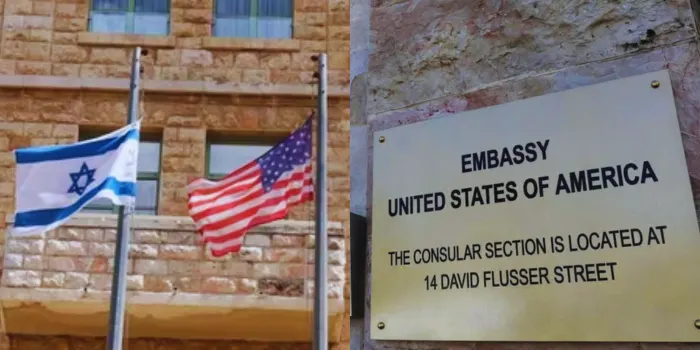 EMBASSY
UNITED STATES OF AMERICA
THE CONSULAR SECTION IS LOCATED AT
14 DAVID FLUSSER STREET